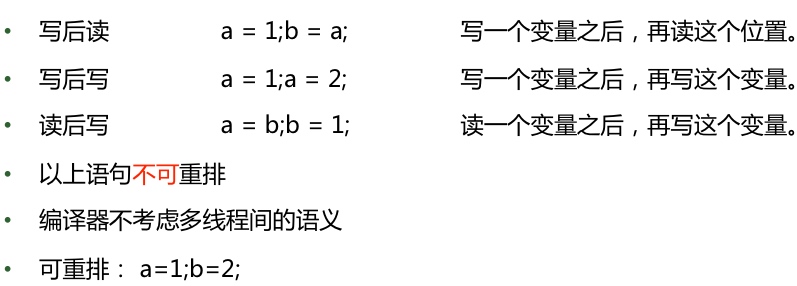 • 写后读 a = 1;b = a; 写一个变量之后，再读这个位置。
• 写后写 a = 1;a = 2; 写一个变量之后，再写这个变量。
• 读后写 a = b;b = 1; 读一个变量之后，再写这个变量。
• 以上语句不可重排
• 编译器不考虑多线程间的语义
• 可重排： a=1;b=2;